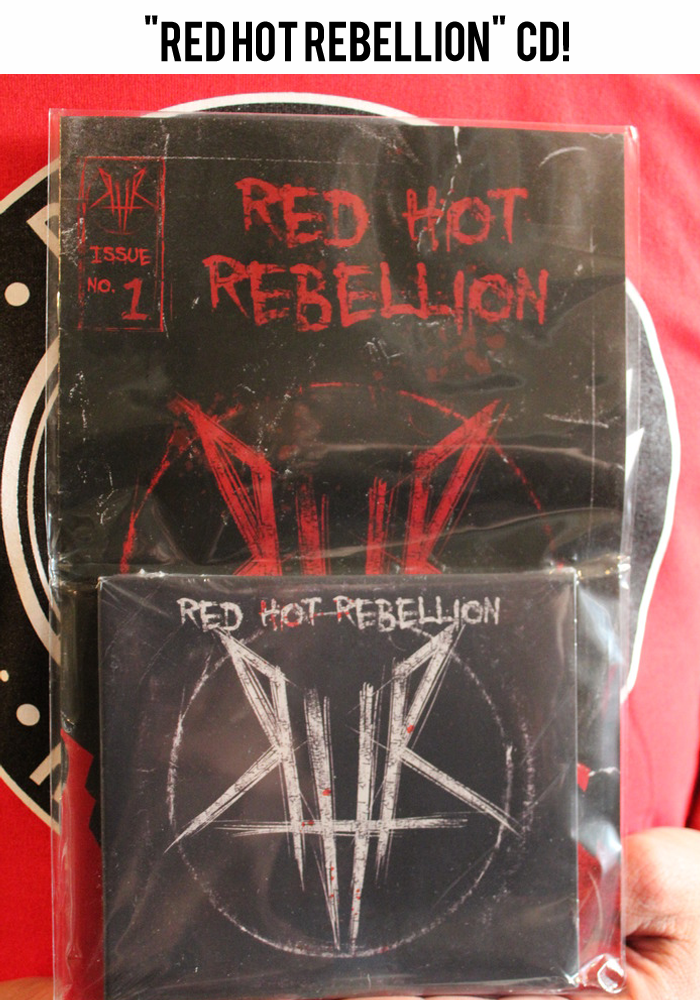 "RED HOT REBELLION" CD!
ISSUE
NO. 1
RED HOT
REBELLION
RED HOT REBELLION